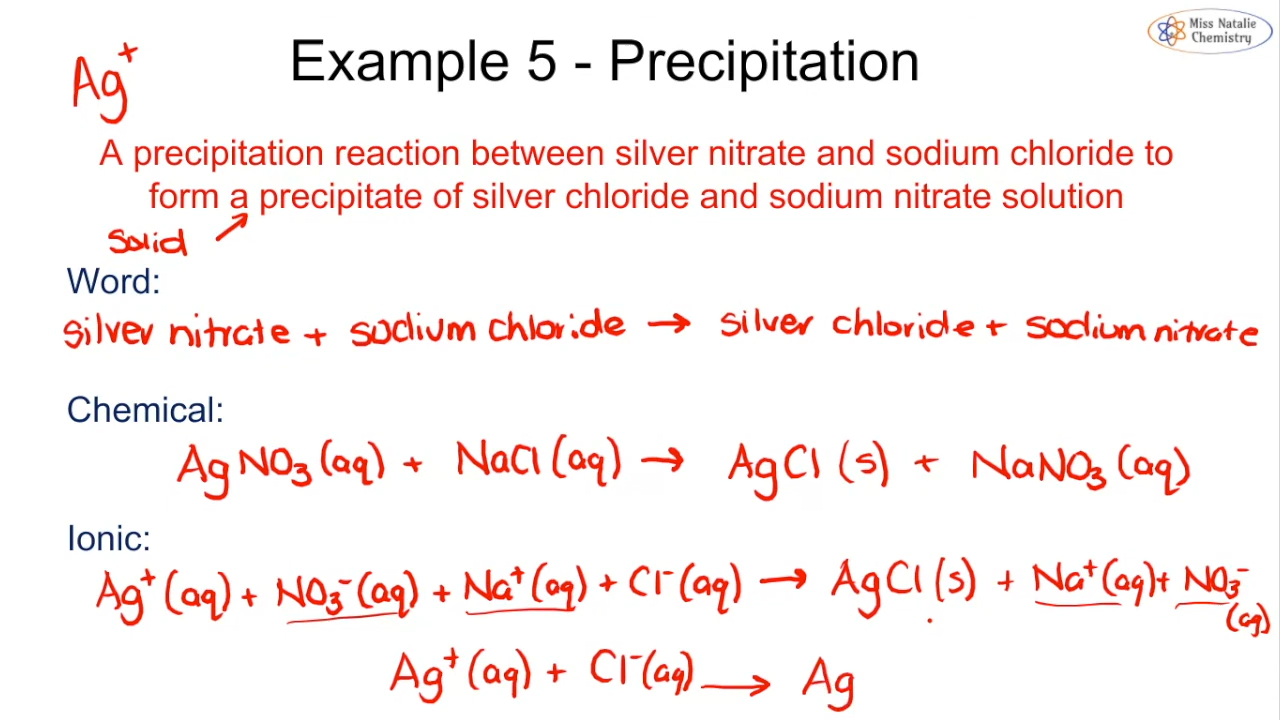 Miss Natalie
Chemistry
Ag⁺
Example 5 - Precipitation
A precipitation reaction between silver nitrate and sodium chloride to
form a precipitate of silver chloride and sodium nitrate solution
solid
Word:
silver nitrate + sodium chloride → silver chloride + sodium nitrate
Chemical:
AgNO₃(aq) + NaCl(aq) → AgCl(s) + NaNO₃(aq)
Ionic:
Ag⁺(aq) + NO₃⁻(aq) + Na⁺(aq) + Cl⁻(aq) → AgCl(s) + Na⁺(aq) + NO₃⁻
(aq)
Ag⁺(aq) + Cl⁻(aq) → Ag